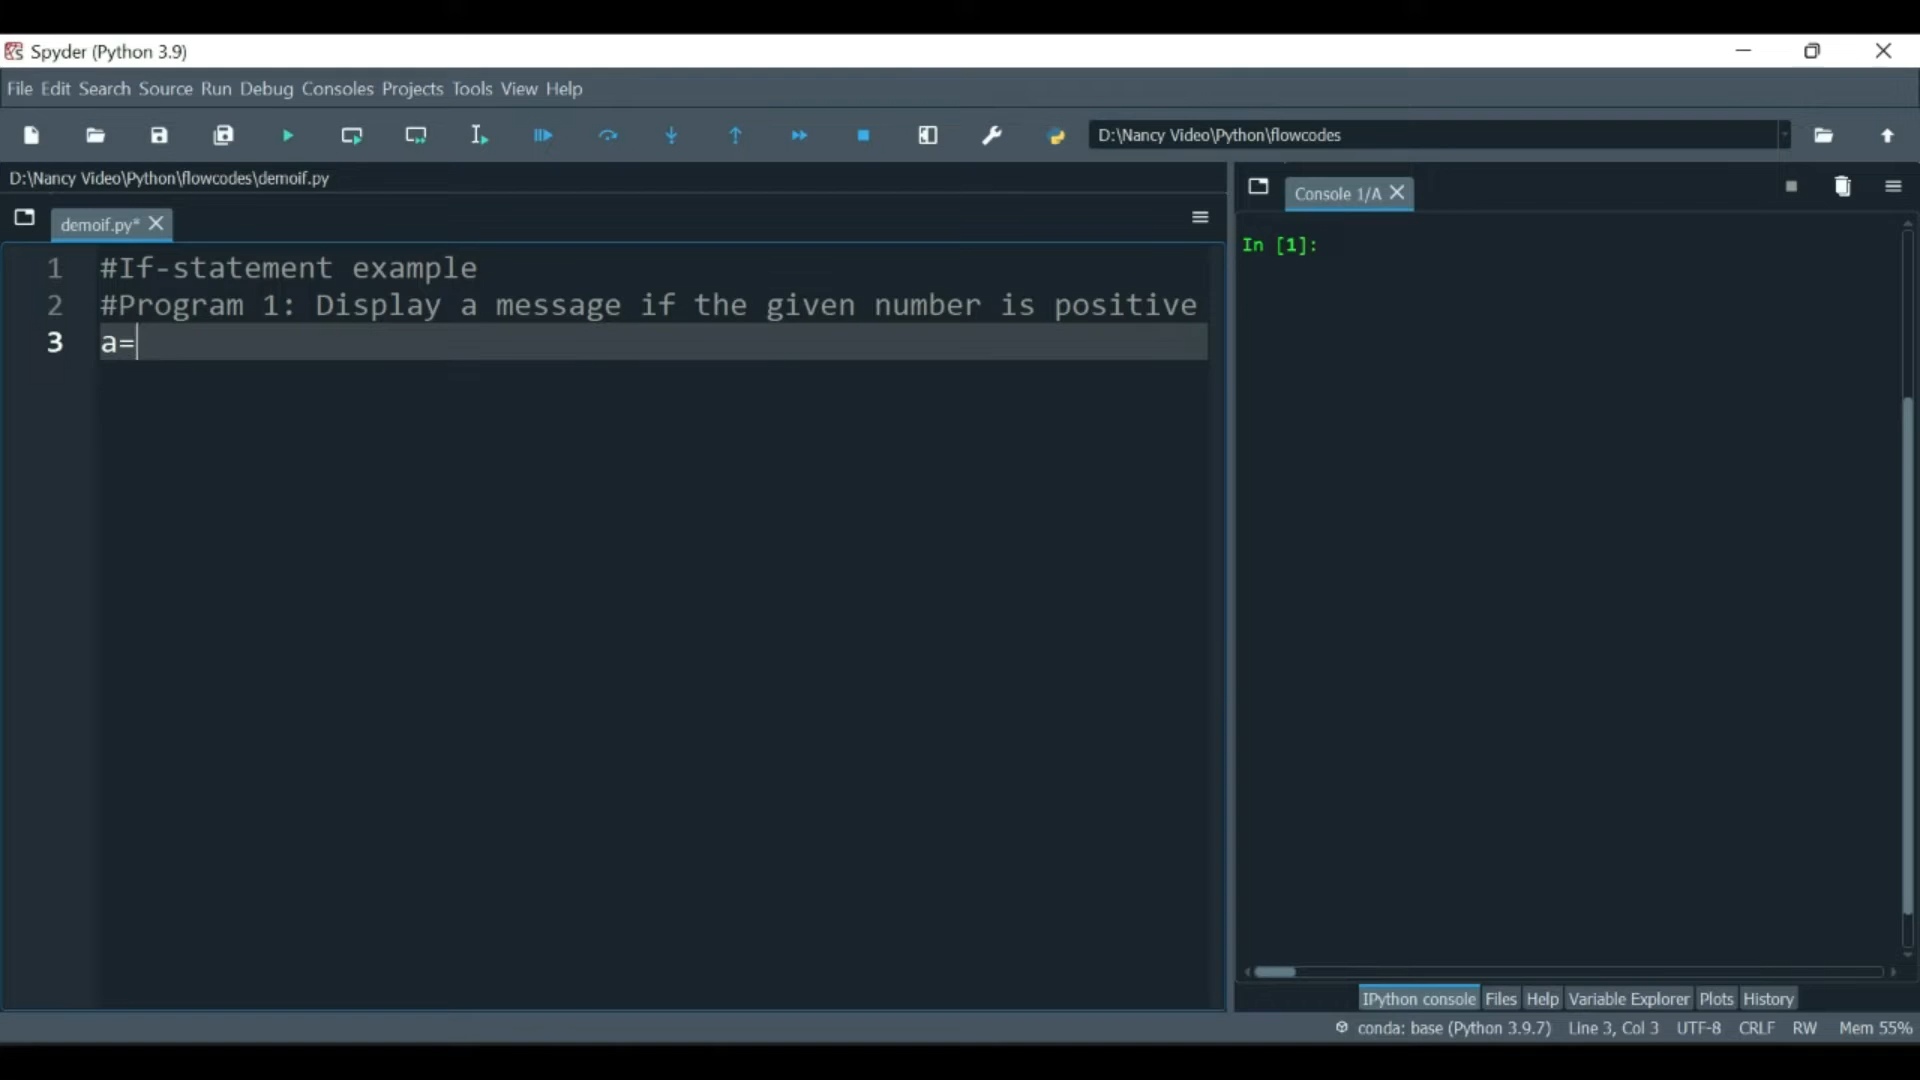 Spyder (Python 3.9)
File Edit Search Source Run Debug Consoles Projects Tools View Help
D:\Nancy Video\Python\flowcodes
D:\Nancy Video\Python\flowcodes\demoif.py
Console 1/A
demoif.py*
1 #If-statement example
2 #Program 1: Display a message if the given number is positive
3 a=
In [1]:
IPython console Files Help Variable Explorer Plots History
conda: base (Python 3.9.7) Line 3, Col 3 UTF-8 CRLF RW Mem 55%